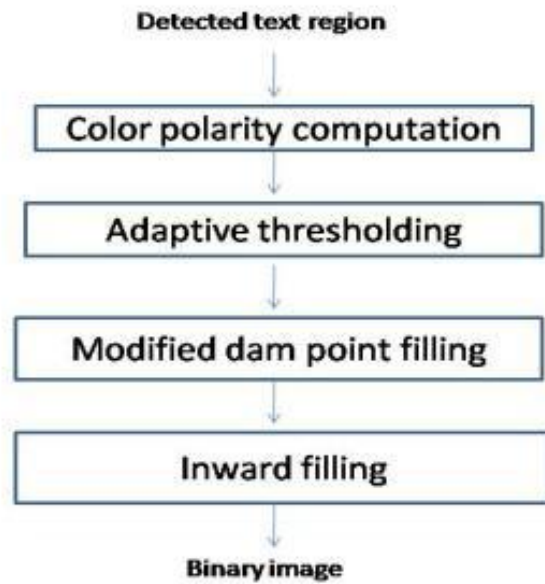 Detected text region
Color polarity computation
Adaptive thresholding
Modified dam point filling
Inward filling
Binary image